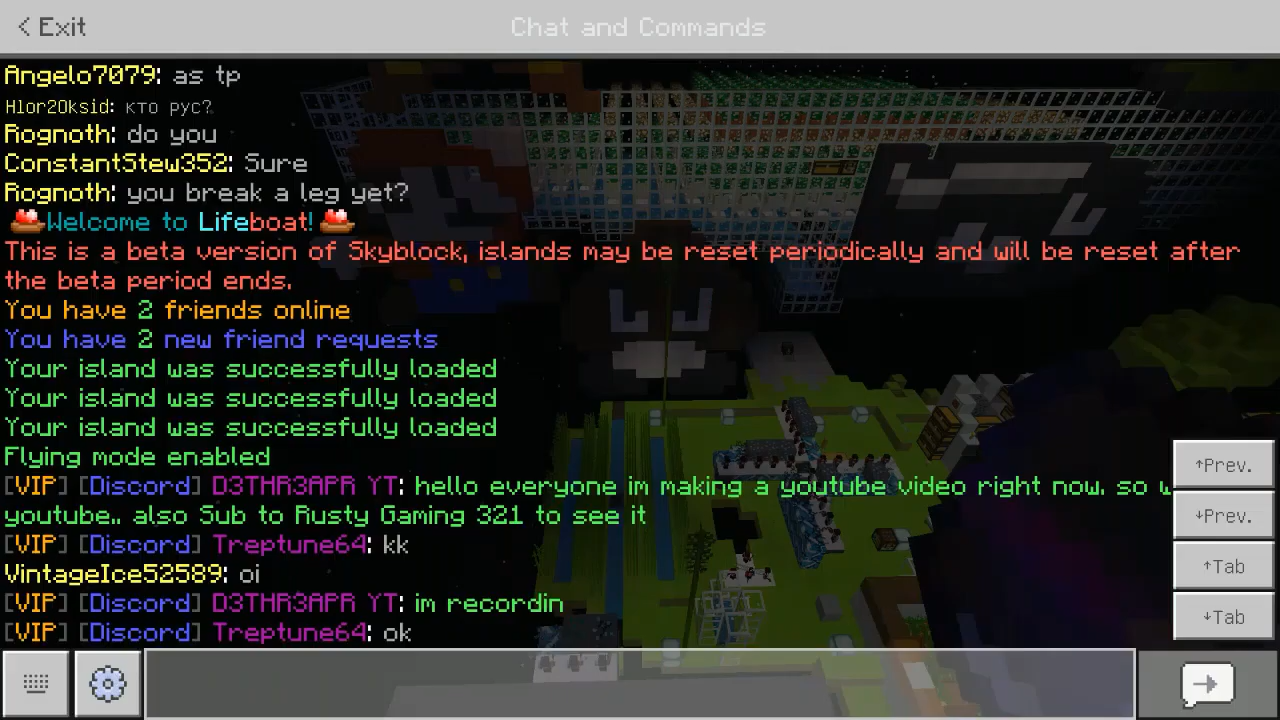 < Exit
Chat and Commands
Angelo7079: as tp
Hlor20ksid: кто рус?
Rognoth: do you
ConstantStew352: Sure
Rognoth: you break a leg yet?
Welcome to Lifeboat!
This is a beta version of Skyblock, islands may be reset periodically and will be reset after
the beta period ends.
You have 2 friends online
You have 2 new friend requests
Your island was successfully loaded
Your island was successfully loaded
Your island was successfully loaded
Flying mode enabled
[VIP] [Discord] D3THR3APR YT: hello everyone im making a youtube video right now. so w
youtube.. also Sub to Rusty Gaming 321 to see it
[VIP] [Discord] Treptune64: kk
VintageIce52589: oi
[VIP] [Discord] D3THR3APR YT: im recordin
[VIP] [Discord] Treptune64: ok
↑Prev.
↓Prev.
↑Tab
↓Tab